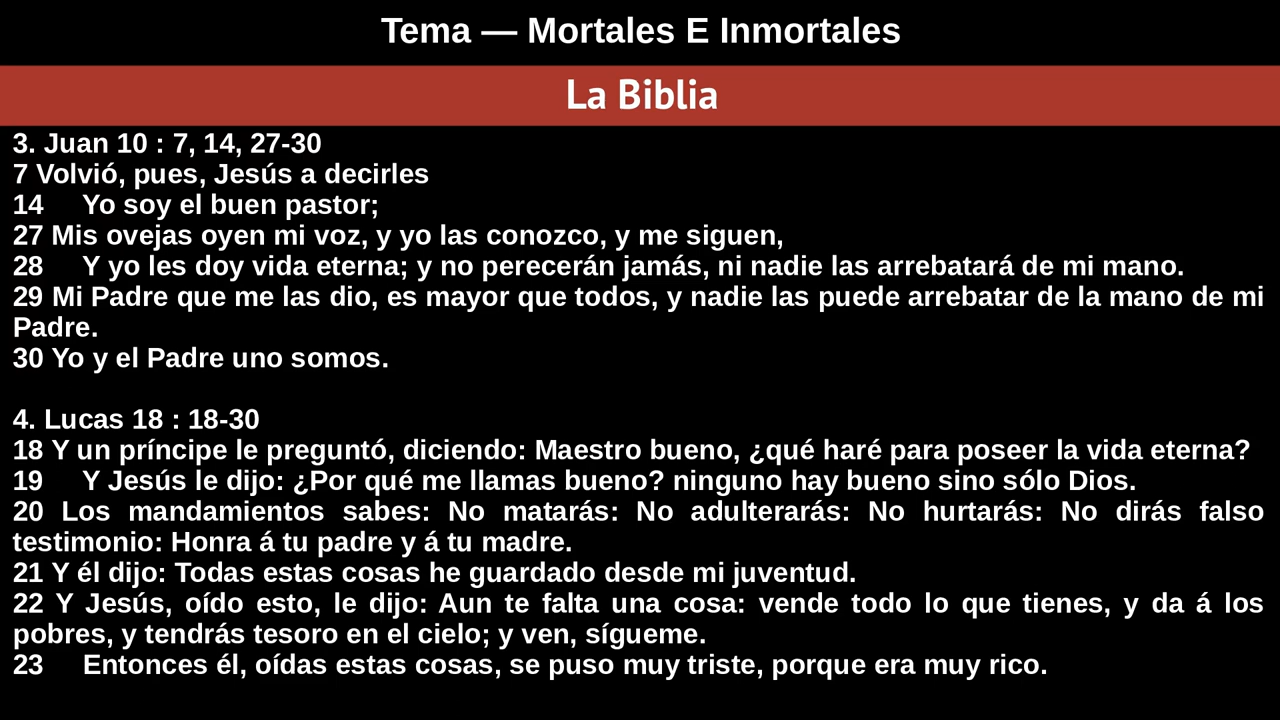 Tema — Mortales E Inmortales
La Biblia
3. Juan 10 : 7, 14, 27-30
7 Volvió, pues, Jesús a decirles
14 Yo soy el buen pastor;
27 Mis ovejas oyen mi voz, y yo las conozco, y me siguen,
28 Y yo les doy vida eterna; y no perecerán jamás, ni nadie las arrebatará de mi mano.
29 Mi Padre que me las dio, es mayor que todos, y nadie las puede arrebatar de la mano de mi
Padre.
30 Yo y el Padre uno somos.
4. Lucas 18 : 18-30
18 Y un príncipe le preguntó, diciendo: Maestro bueno, ¿qué haré para poseer la vida eterna?
19 Y Jesús le dijo: ¿Por qué me llamas bueno? ninguno hay bueno sino sólo Dios.
20 Los mandamientos sabes: No matarás: No adulterarás: No hurtarás: No dirás falso
testimonio: Honra á tu padre y á tu madre.
21 Y él dijo: Todas estas cosas he guardado desde mi juventud.
22 Y Jesús, oído esto, le dijo: Aun te falta una cosa: vende todo lo que tienes, y da á los
pobres, y tendrás tesoro en el cielo; y ven, sígueme.
23 Entonces él, oídas estas cosas, se puso muy triste, porque era muy rico.